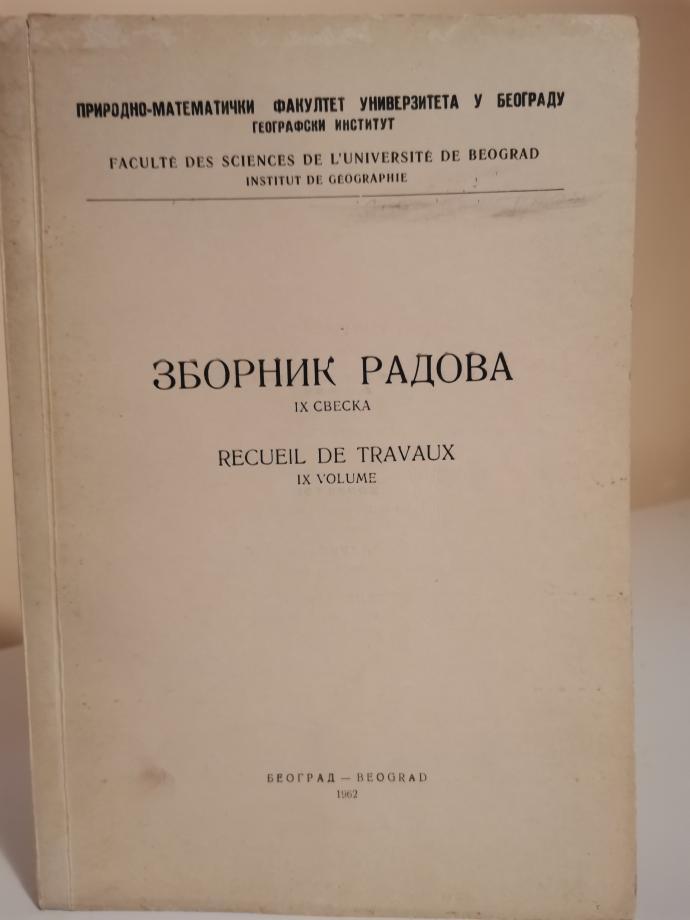 ПРИРОДНО-МАТЕМАТИЧКИ ФАКУЛТЕТ УНИВЕРЗИТЕТА У БЕОГРАДУ
ГЕОГРАФСКИ ИНСТИТУТ
FACULTÉ DES SCIENCES DE L'UNIVERSITÉ DE BEOGRAD
INSTITUT DE GÉOGRAPHIE
ЗБОРНИК РАДОВА
IX СВЕСКА
RECUEIL DE TRAVAUX
IX VOLUME
БЕОГРАД — BEOGRAD
1962